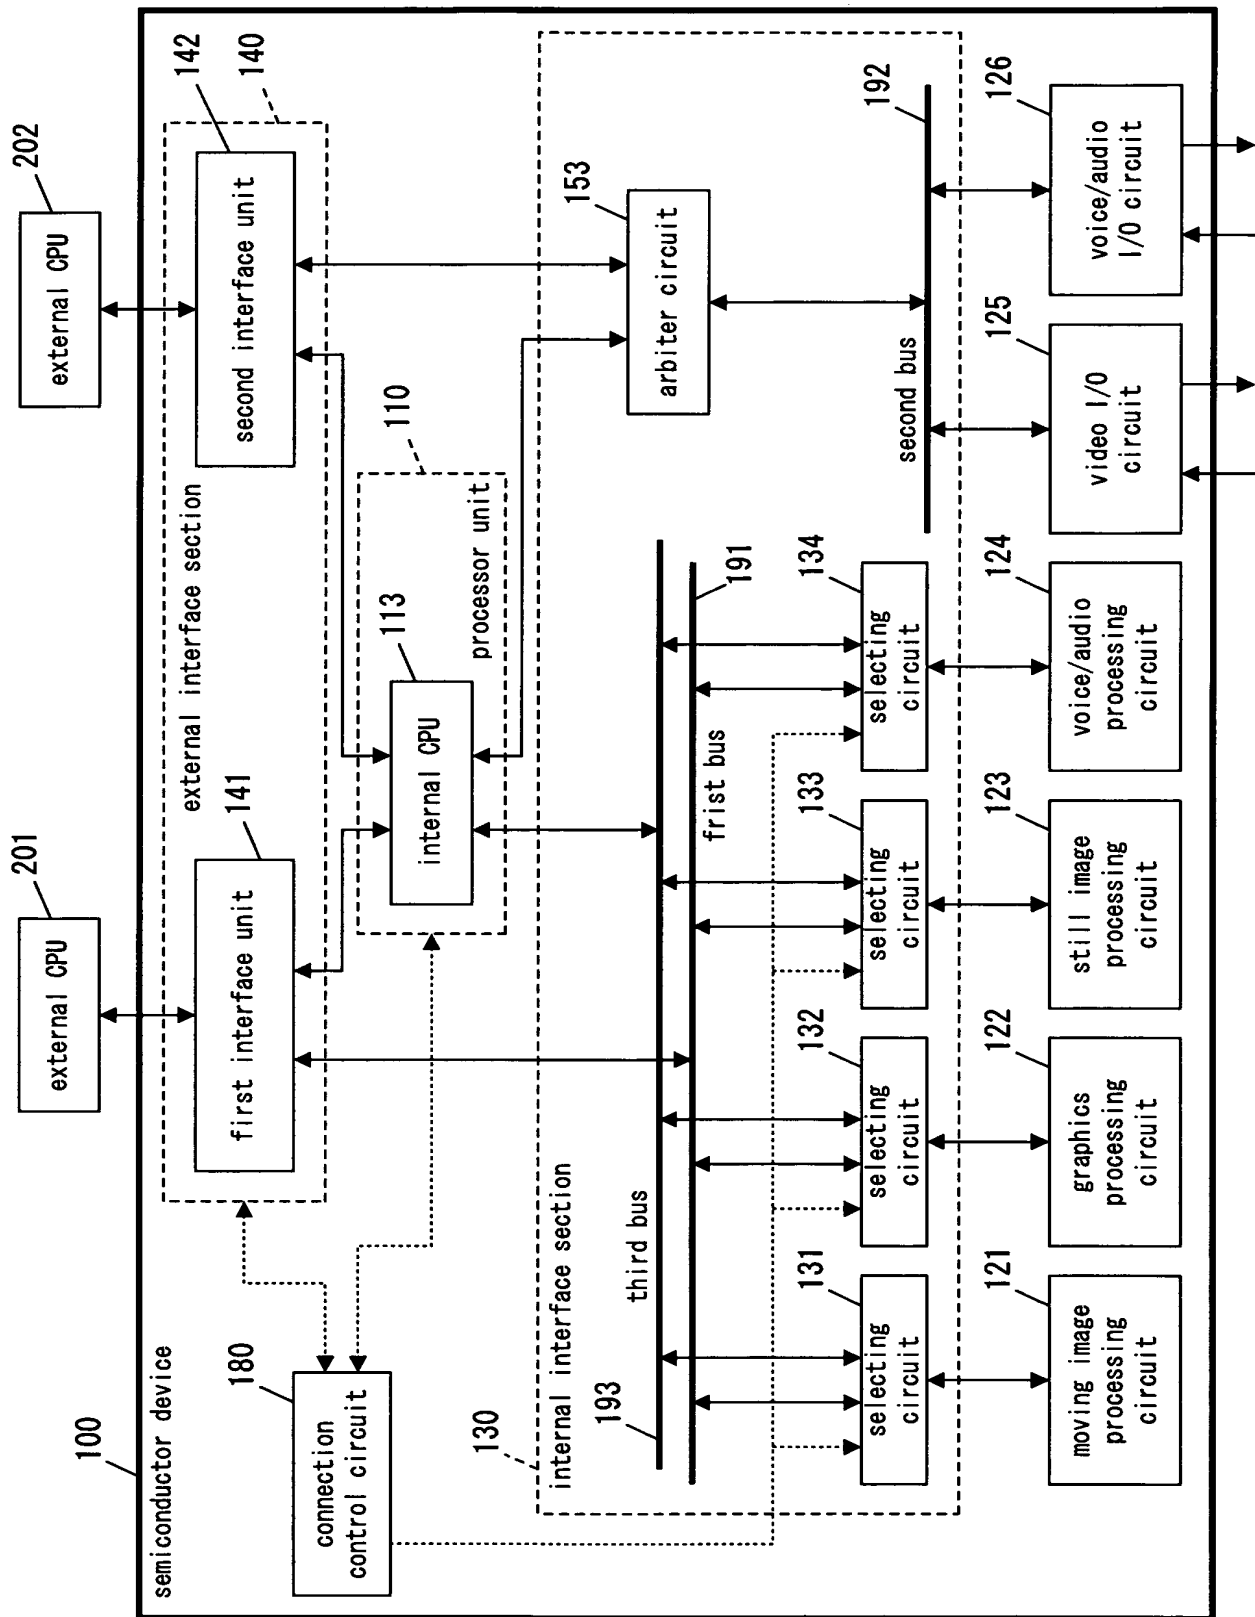 100
semiconductor device
201
external CPU
202
external CPU
external interface section
140
141
first interface unit
142
second interface unit
180
connection
control circuit
110
processor unit
113
internal CPU
130
internal interface section
153
arbiter circuit
193
third bus
frist bus
191
second bus
192
131
selecting
circuit
132
selecting
circuit
133
selecting
circuit
134
selecting
circuit
121
moving image
processing
circuit
122
graphics
processing
circuit
123
still image
processing
circuit
124
voice/audio
processing
circuit
125
video I/O
circuit
126
voice/audio
I/O circuit